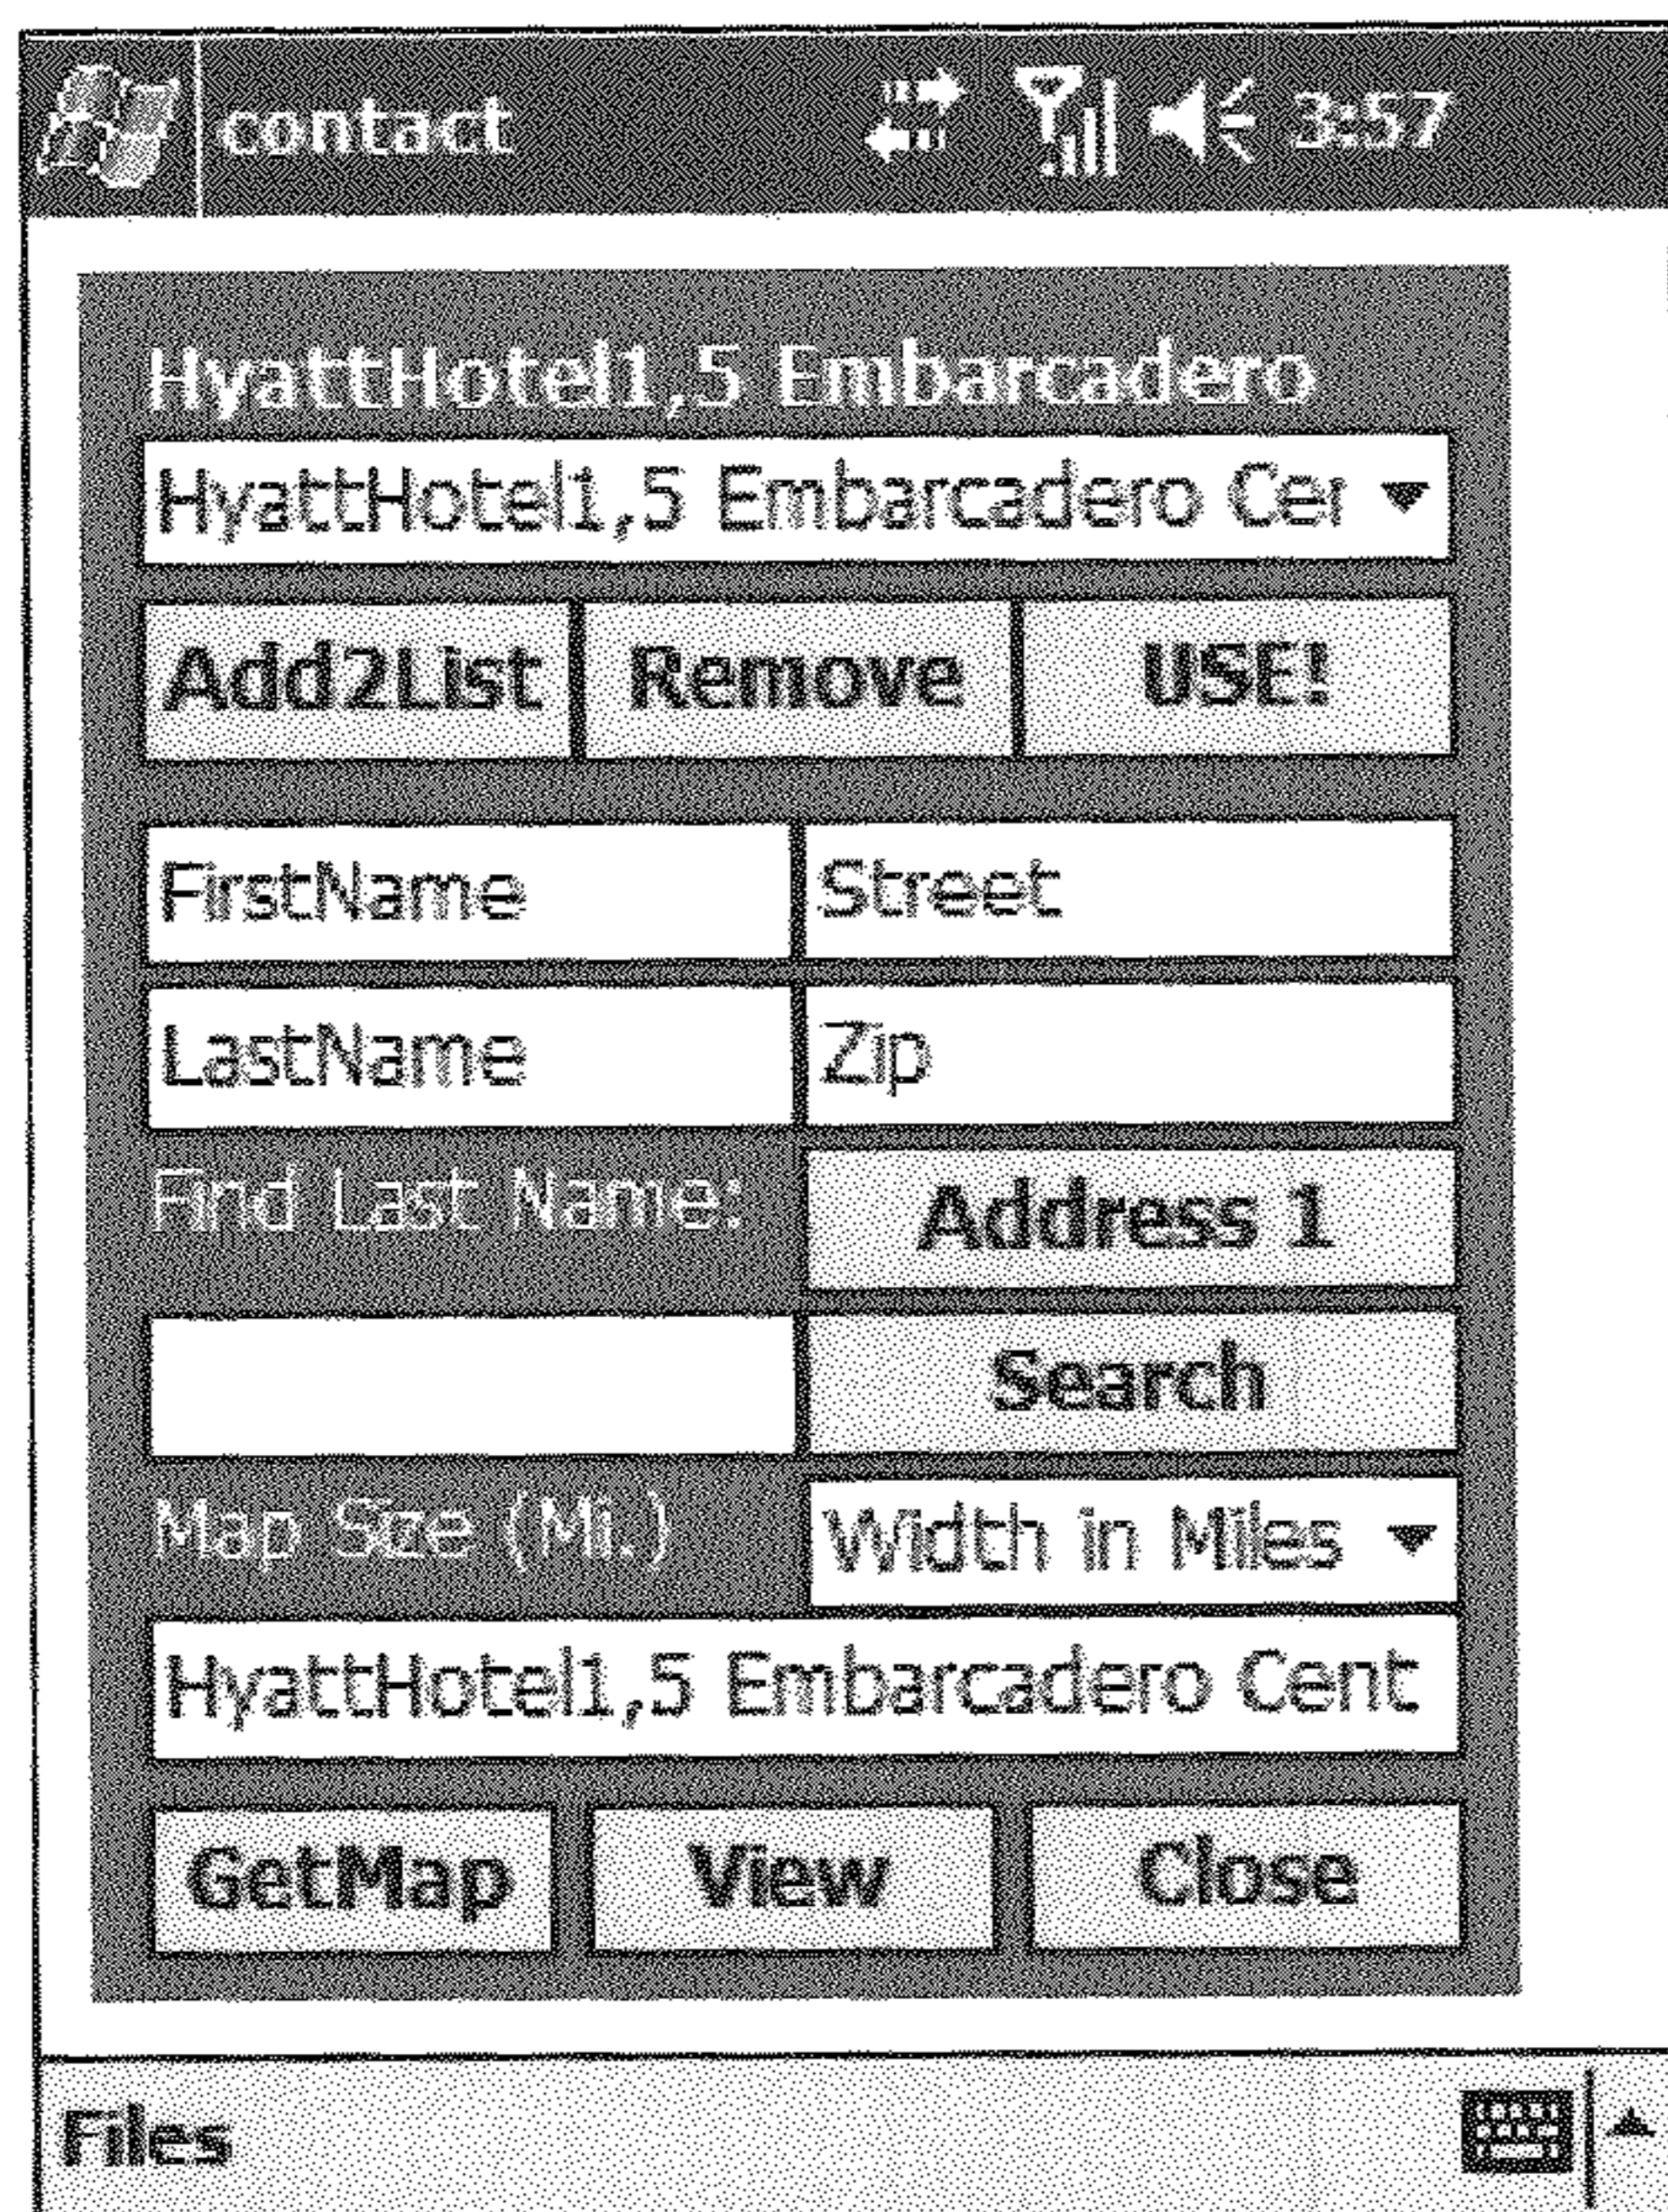 contact 3:57
HyattHotel1,5 Embarcadero
HyattHotel1,5 Embarcadero Cer
Add2List Remove USE!
FirstName Street
LastName Zip
Find Last Name: Address 1
Search
Map Sze (Mi.) Width in Miles
HyattHotel1,5 Embarcadero Cent
GetMap View Close
Files